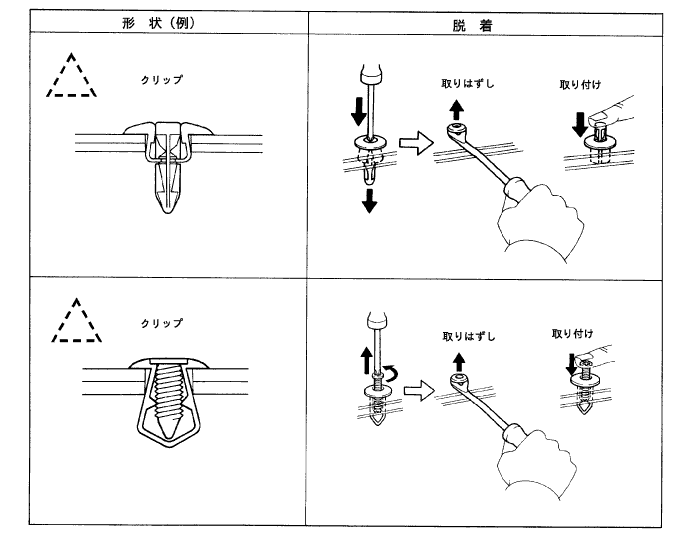 形 状（例）
脱 着
クリップ
取りはずし
取り付け
クリップ
取りはずし
取り付け